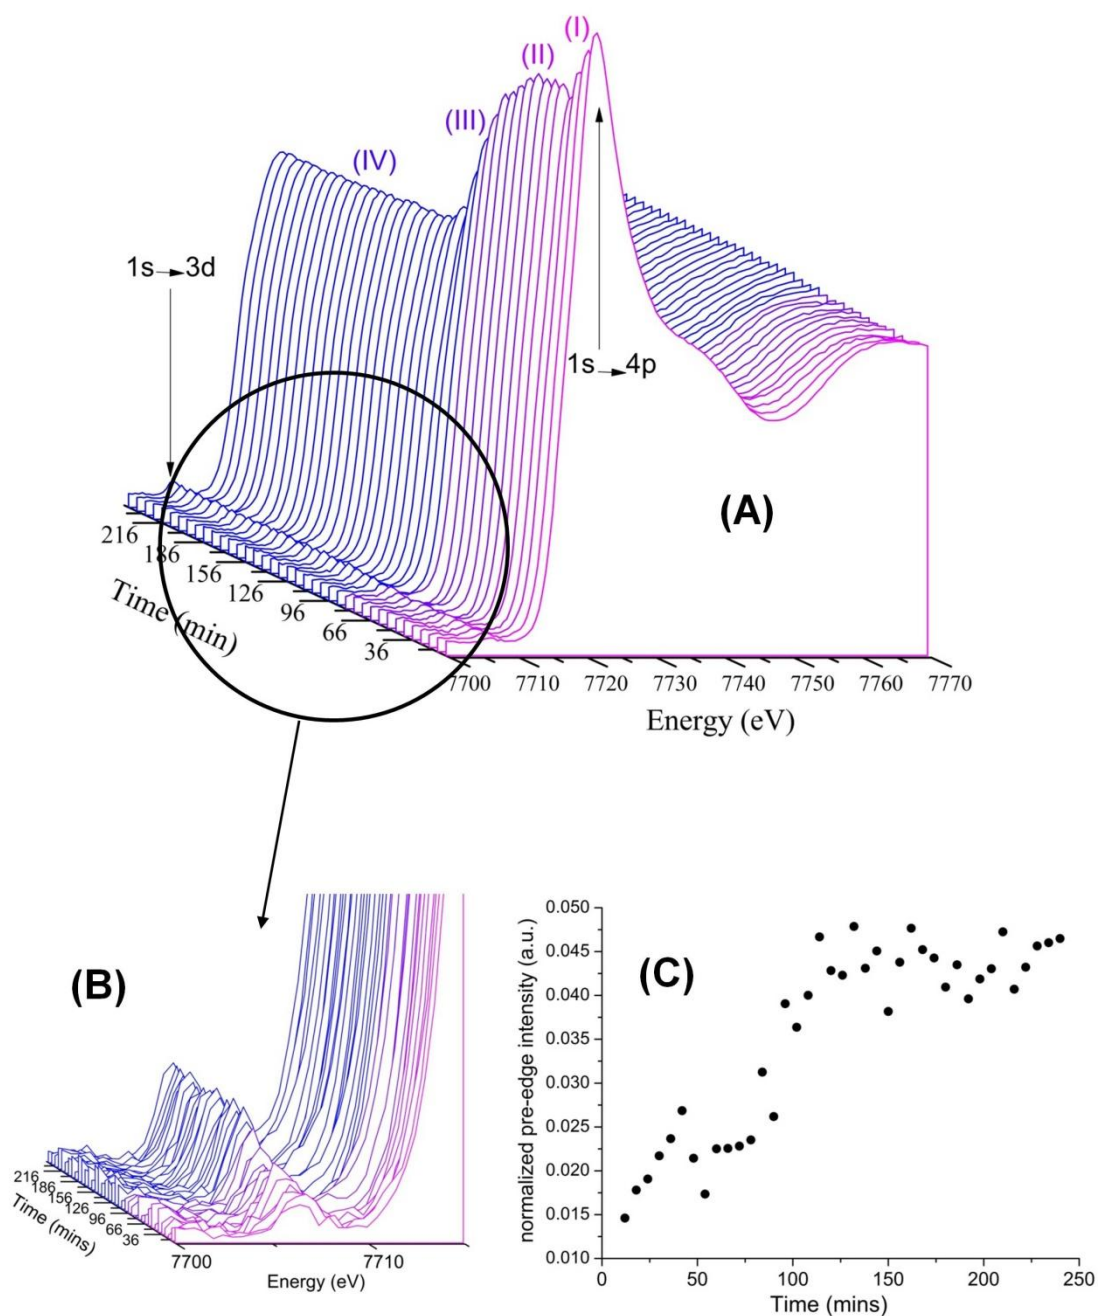 (I)
(II)
(III)
(IV)
1s→3d
1s→4p
(A)
216
186
156
126
96
66
36
Time (min)
7700
7710
7720
7730
7740
7750
7760
7770
Energy (eV)
(B)
216
186
156
126
96
66
36
Time (mins)
7700
7710
Energy (eV)
(C)
normalized pre-edge intensity (a.u.)
0.050
0.045
0.040
0.035
0.030
0.025
0.020
0.015
0.010
0
50
100
150
200
250
Time (mins)